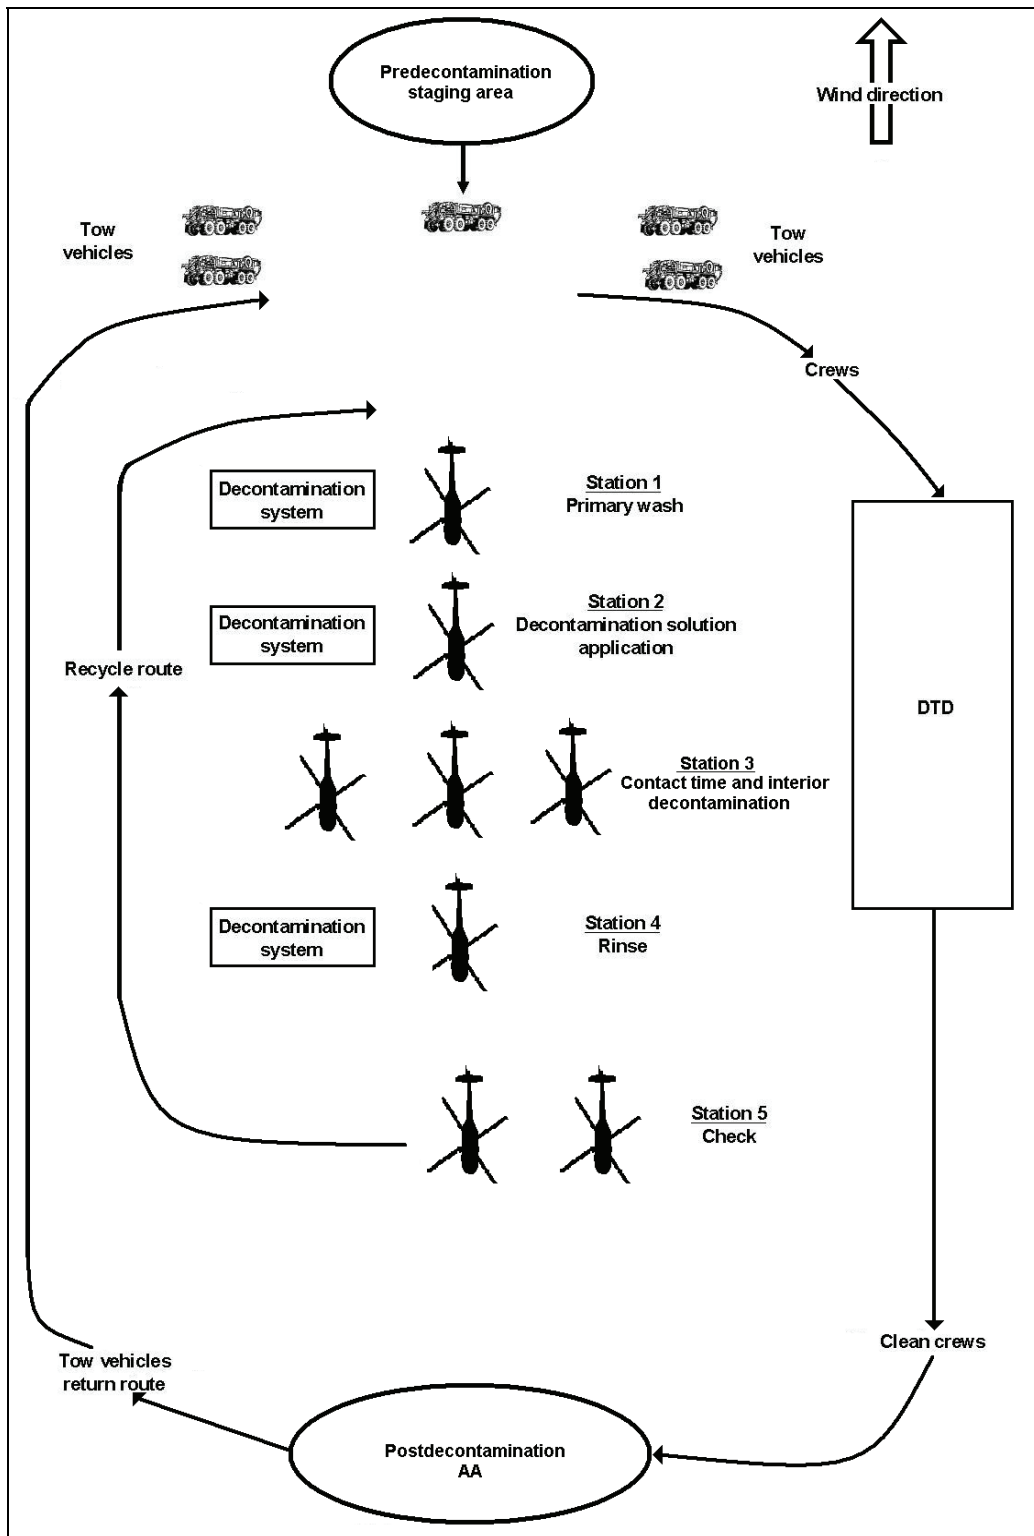 Predecontamination
staging area
Wind direction
Tow
vehicles
Tow
vehicles
Crews
Decontamination
system
Station 1
Primary wash
Decontamination
system
Station 2
Decontamination solution
application
Recycle route
DTD
Station 3
Contact time and interior
decontamination
Decontamination
system
Station 4
Rinse
Station 5
Check
Clean crews
Tow vehicles
return route
Postdecontamination
AA